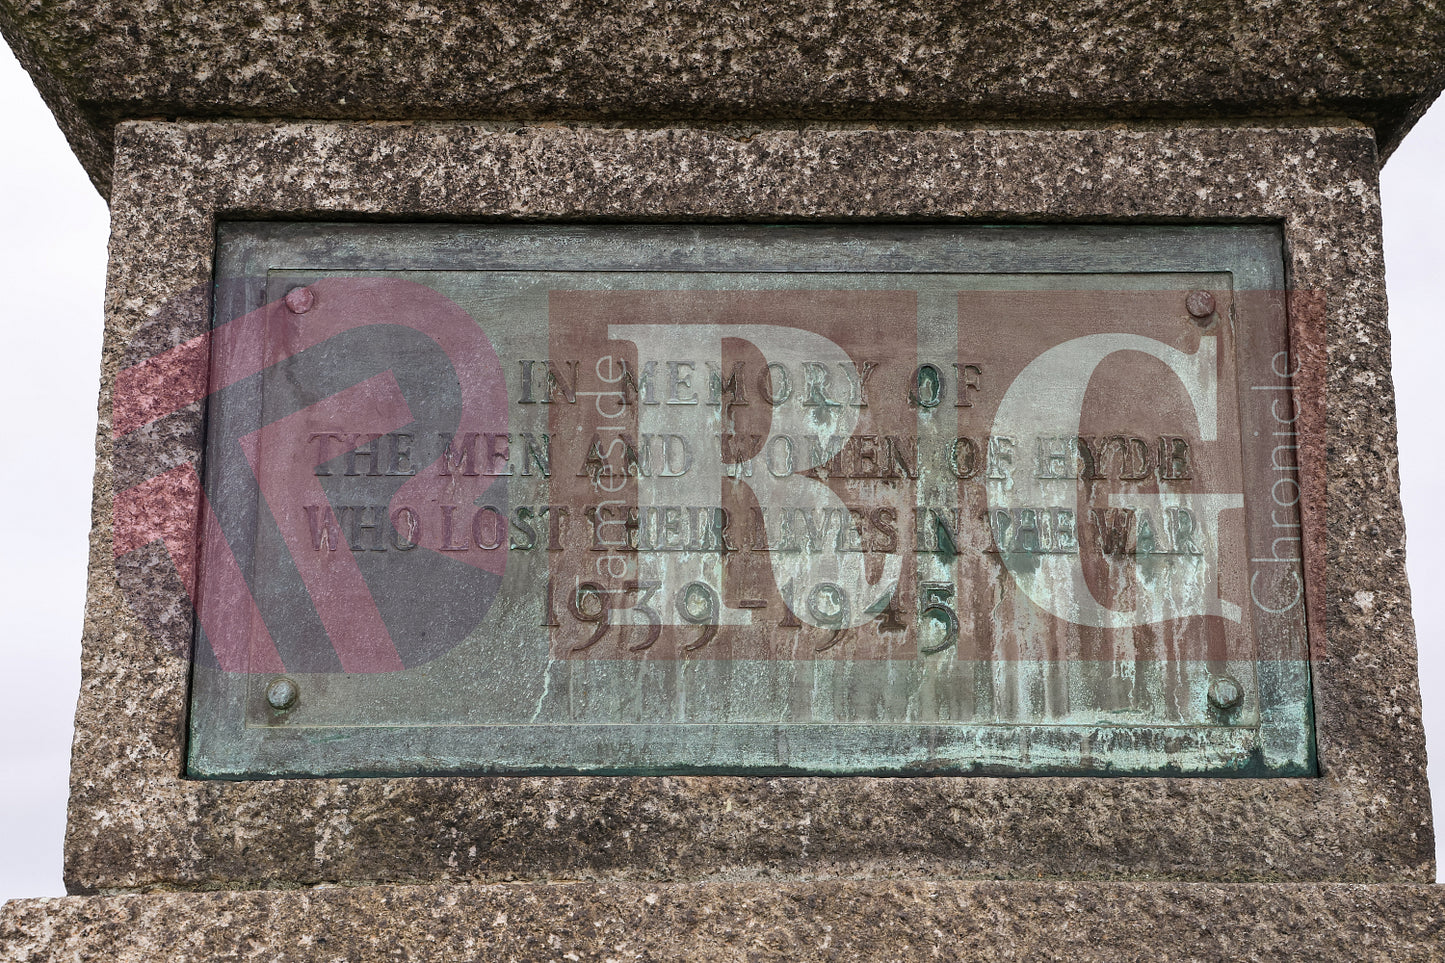 IN MEMORY OF
THE MEN AND WOMEN OF HYDE
WHO LOST THEIR LIVES IN THE WAR
1939-1945
Tameside
R G
Chronicle